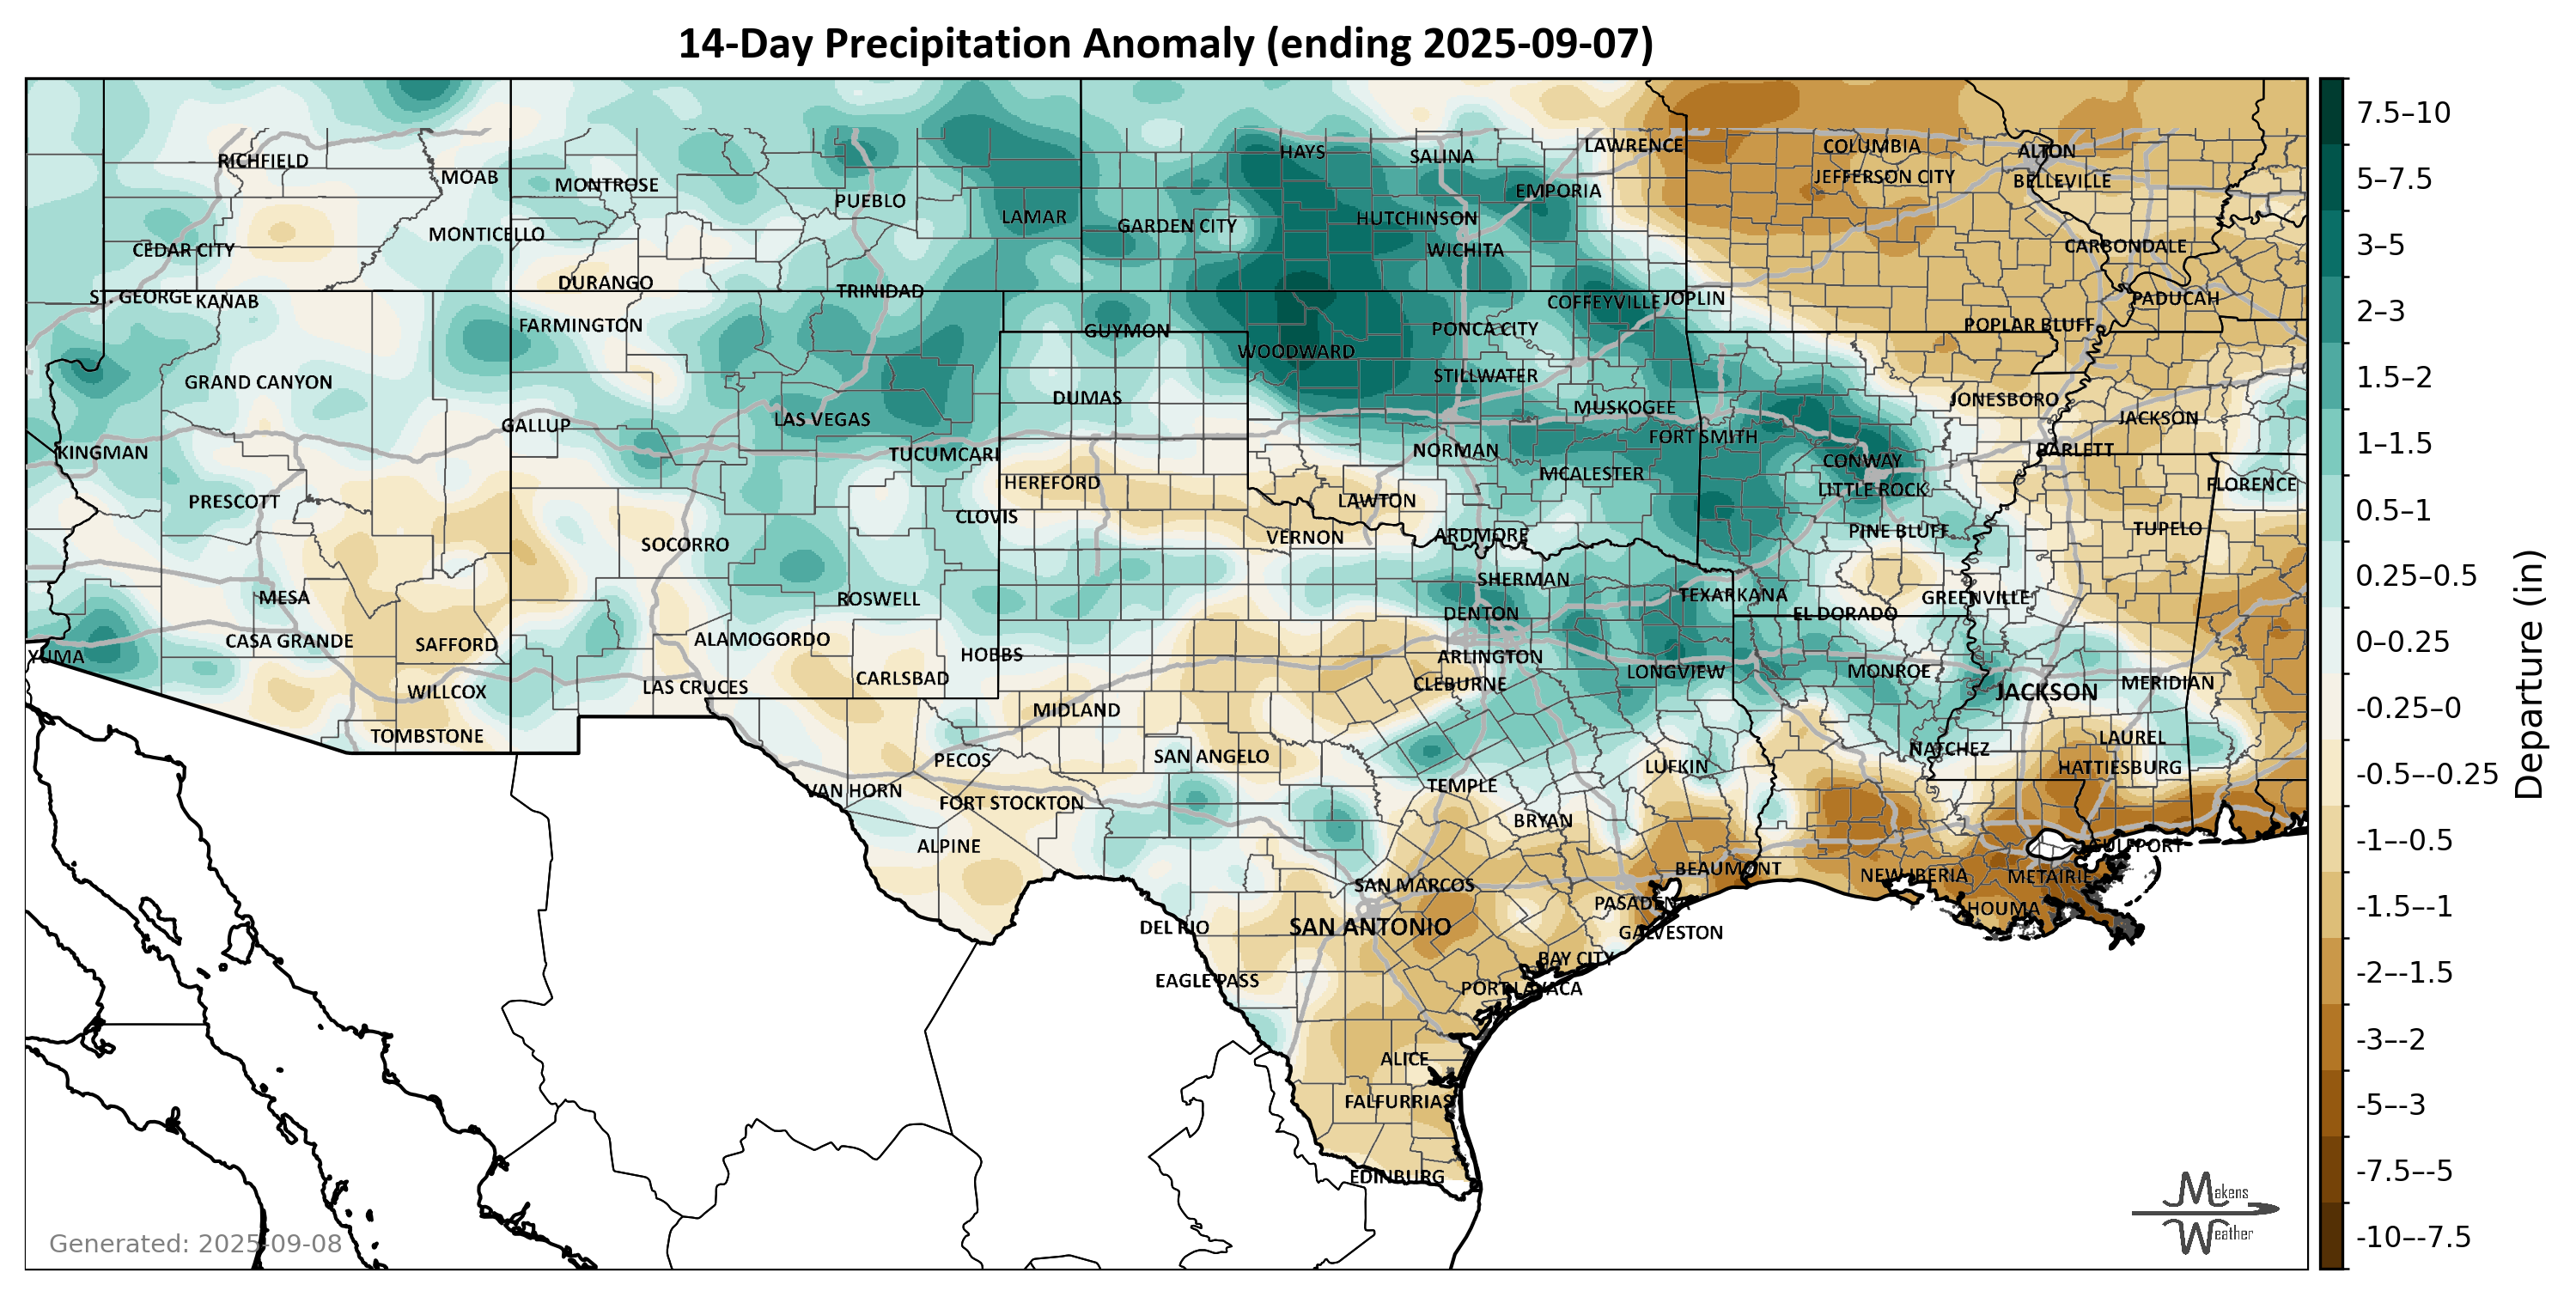 14-Day Precipitation Anomaly (ending 2025-09-07)
HAYS
SALINA
LAWRENCE
COLUMBIA
ALTON
RICHFIELD
MOAB
MONTROSE
EMPORIA
JEFFERSON CITY
BELLEVILLE
PUEBLO
LAMAR
GARDEN CITY
HUTCHINSON
MONTICELLO
CEDAR CITY
WICHITA
CARBONDALE
DURANGO
TRINIDAD
ST. GEORGE
KANAB
COFFEYVILLE
JOPLIN
PADUCAH
FARMINGTON
GUYMON
PONCA CITY
POPLAR BLUFF
WOODWARD
GRAND CANYON
STILLWATER
DUMAS
MUSKOGEE
JONESBORO
GALLUP
LAS VEGAS
JACKSON
FORT SMITH
KINGMAN
TUCUMCARI
NORMAN
BARLETT
CONWAY
PRESCOTT
HEREFORD
MCALESTER
LITTLE ROCK
FLORENCE
LAWTON
CLOVIS
VERNON
ARDMORE
PINE BLUFF
TUPELO
SOCORRO
SHERMAN
MESA
ROSWELL
TEXARKANA
GREENVILLE
DENTON
EL DORADO
CASA GRANDE
SAFFORD
ALAMOGORDO
YUMA
HOBBS
ARLINGTON
CARLSBAD
LONGVIEW
MONROE
WILLCOX
LAS CRUCES
CLEBURNE
JACKSON
MERIDIAN
MIDLAND
TOMBSTONE
PECOS
SAN ANGELO
NATCHEZ
LAUREL
LUFKIN
HATTIESBURG
VAN HORN
FORT STOCKTON
TEMPLE
BRYAN
ALPINE
GULFPORT
BEAUMONT
NEW IBERIA
METAIRIE
SAN MARCOS
PASADENA
HOUMA
DEL RIO
SAN ANTONIO
GALVESTON
BAY CITY
EAGLE PASS
PORT LAVACA
ALICE
FALFURRIAS
EDINBURG
Generated: 2025-09-08
Makens
Weather
7.5–10
5–7.5
3–5
2–3
1.5–2
1–1.5
0.5–1
0.25–0.5
0–0.25
-0.25–0
-0.5–-0.25
-1–-0.5
-1.5–-1
-2–-1.5
-3–-2
-5–-3
-7.5–-5
-10–-7.5
Departure (in)